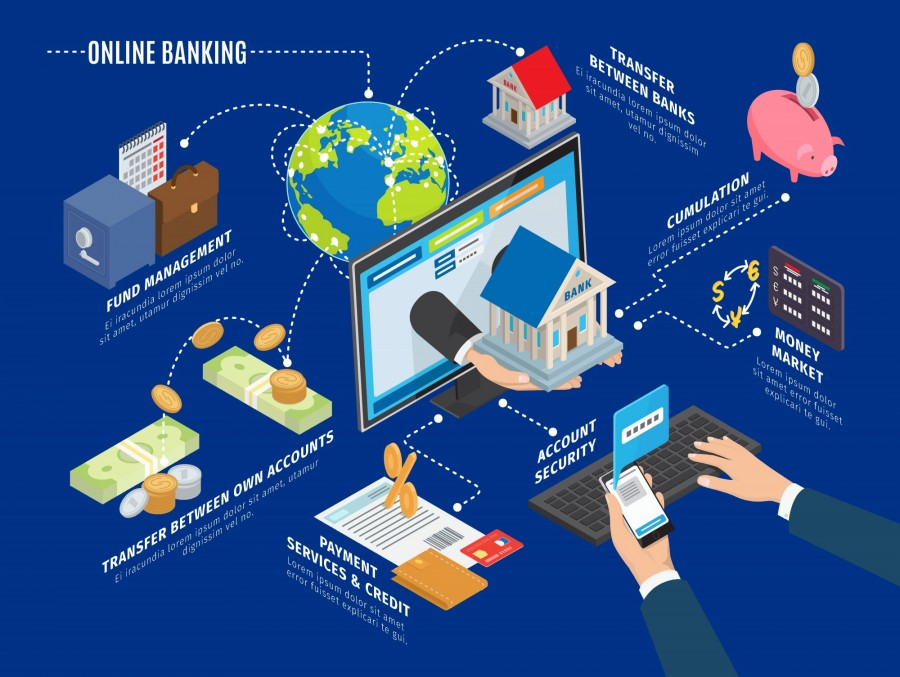 ONLINE BANKING
TRANSFER
BETWEEN BANKS
Ei iracundia lorem ipsum dolor
sit amet, utamur dignissim
no.
BANK
FUND MANAGEMENT
Ei iracundia lorem ipsum dolor
sit amet, utamur dignissim vel no.
CUMULATION
Lorem ipsum dolor sit amet
error fuisset explicari te qui.
BANK
$
€
¥
$
€
¥
MONEY
MARKET
Lorem ipsum dolor
sit amet error fuisset
explicari te gui.
TRANSFER BETWEEN OWN ACCOUNTS
Ei iracundia lorem ipsum dolor sit amet, utamur
dignissim vel no.
ACCOUNT
SECURITY
PAYMENT
SERVICES & CREDIT
Lorem ipsum dolor sit amet
error fuisset explicari te gui.